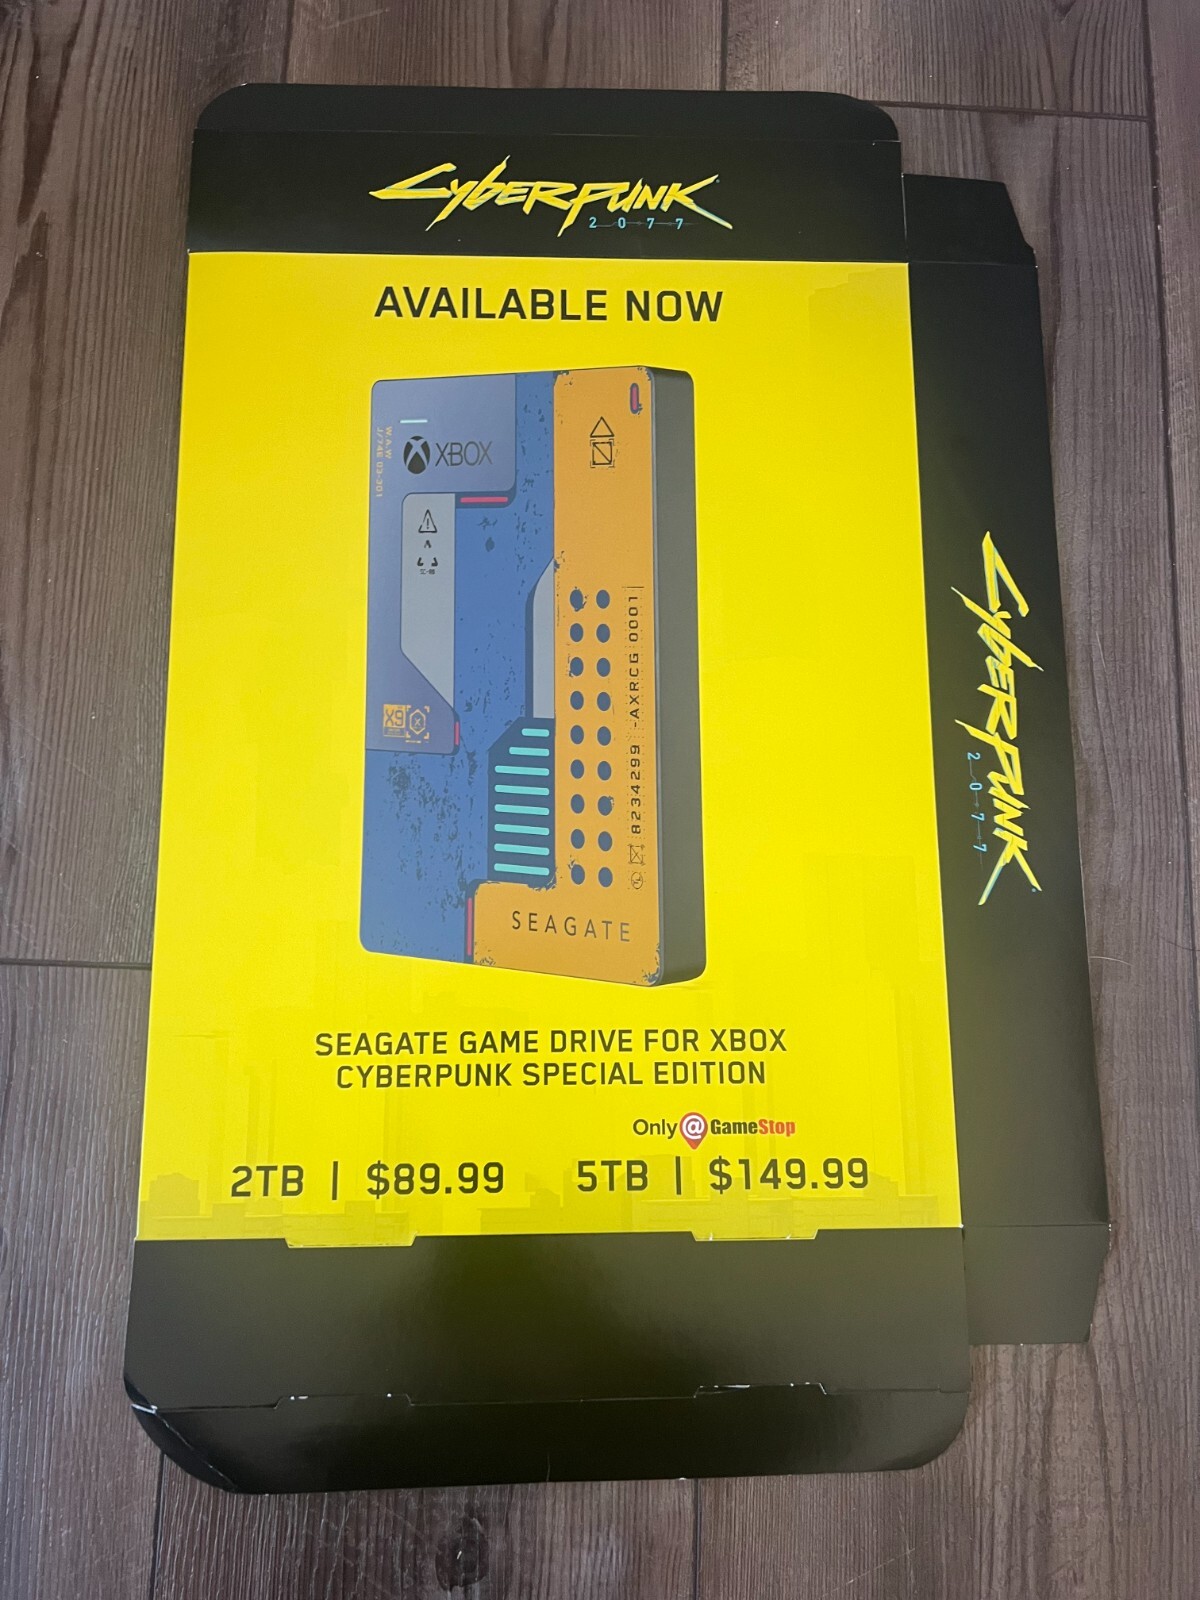 CYBERPUNK
2077
AVAILABLE NOW
W.A.W
XBOX
X9
8234299 -AXRCG 0001
SEAGATE
SEAGATE GAME DRIVE FOR XBOX
CYBERPUNK SPECIAL EDITION
Only @ GameStop
2TB | $89.99 5TB | $149.99
CYBERPUNK
2077